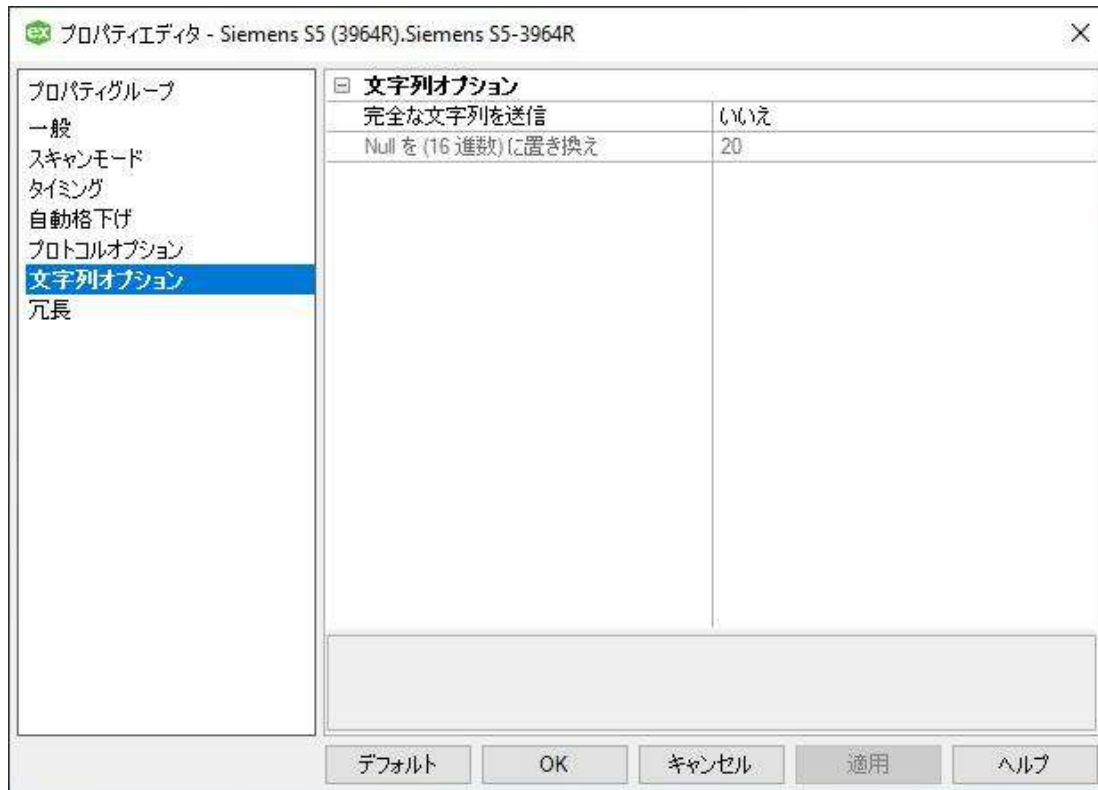 プロパティエディタ - Siemens S5 (3964R).Siemens S5-3964R
プロパティグループ
一般
スキャンモード
タイミング
自動格下げ
プロトコルオプション
文字列オプション
冗長
文字列オプション
完全な文字列を送信 いいえ
Null を (16 進数) に置き換え 20
デフォルト OK キャンセル 適用 ヘルプ